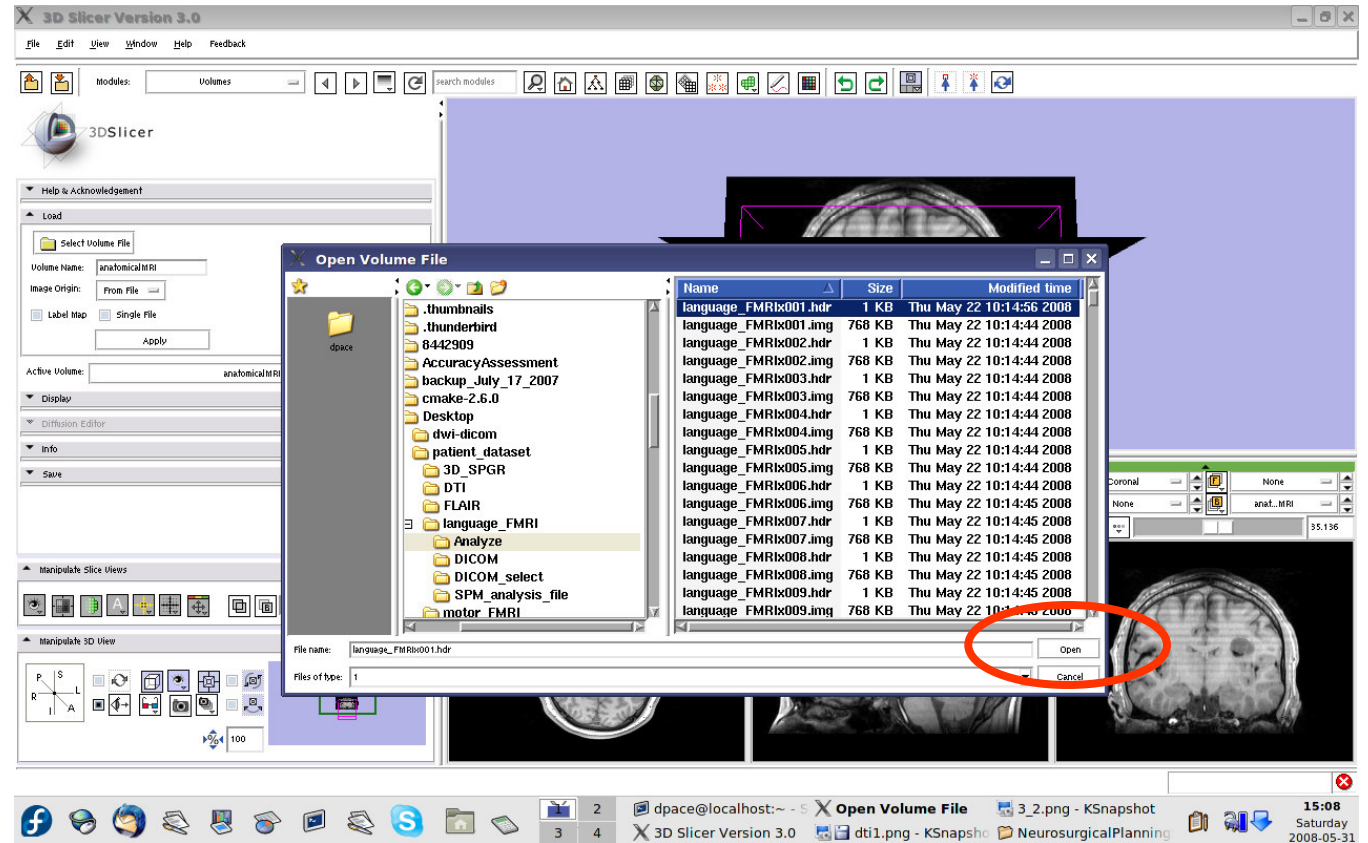 3D Slicer Version 3.0
File Edit View Window Help Feedback
Modules: Volumes search modules
3DSlicer
Help & Acknowledgement
Load
Select Volume File
Volume Name: anatomicalMRI
Image Origin: From File
Label Map Single File
Apply
Active Volume: anatomicalMRI
Display
Diffusion Editor
Info
Save
Manipulate Slice Views
Manipulate 3D View
P S
R L
I A
100
Open Volume File
dpace
.thumbnails
.thunderbird
8442909
AccuracyAssessment
backup_July_17_2007
cmake-2.6.0
Desktop
dwi-dicom
patient_dataset
3D_SPGR
DTI
FLAIR
language_FMRI
Analyze
DICOM
DICOM_select
SPM_analysis_file
motor_FMRI
Name Size Modified time
language_FMRIx001.hdr 1 KB Thu May 22 10:14:56 2008
language_FMRIx001.img 768 KB Thu May 22 10:14:44 2008
language_FMRIx002.hdr 1 KB Thu May 22 10:14:44 2008
language_FMRIx002.img 768 KB Thu May 22 10:14:44 2008
language_FMRIx003.hdr 1 KB Thu May 22 10:14:44 2008
language_FMRIx003.img 768 KB Thu May 22 10:14:44 2008
language_FMRIx004.hdr 1 KB Thu May 22 10:14:44 2008
language_FMRIx004.img 768 KB Thu May 22 10:14:44 2008
language_FMRIx005.hdr 1 KB Thu May 22 10:14:44 2008
language_FMRIx005.img 768 KB Thu May 22 10:14:44 2008
language_FMRIx006.hdr 1 KB Thu May 22 10:14:44 2008
language_FMRIx006.img 768 KB Thu May 22 10:14:45 2008
language_FMRIx007.hdr 1 KB Thu May 22 10:14:45 2008
language_FMRIx007.img 768 KB Thu May 22 10:14:45 2008
language_FMRIx008.hdr 1 KB Thu May 22 10:14:45 2008
language_FMRIx008.img 768 KB Thu May 22 10:14:45 2008
language_FMRIx009.hdr 1 KB Thu May 22 10:14:45 2008
language_FMRIx009.img 768 KB Thu May 22 10:14:45 2008
File name: language_FMRIx001.hdr Open
Files of type: 1 Cancel
Coronal F None
None B anat...MRI
35.136
1 2 dpace@localhost:~ - S Open Volume File 3_2.png - KSnapshot 15:08
3 4 3D Slicer Version 3.0 dti1.png - KSnapsho NeurosurgicalPlanning Saturday
2008-05-31